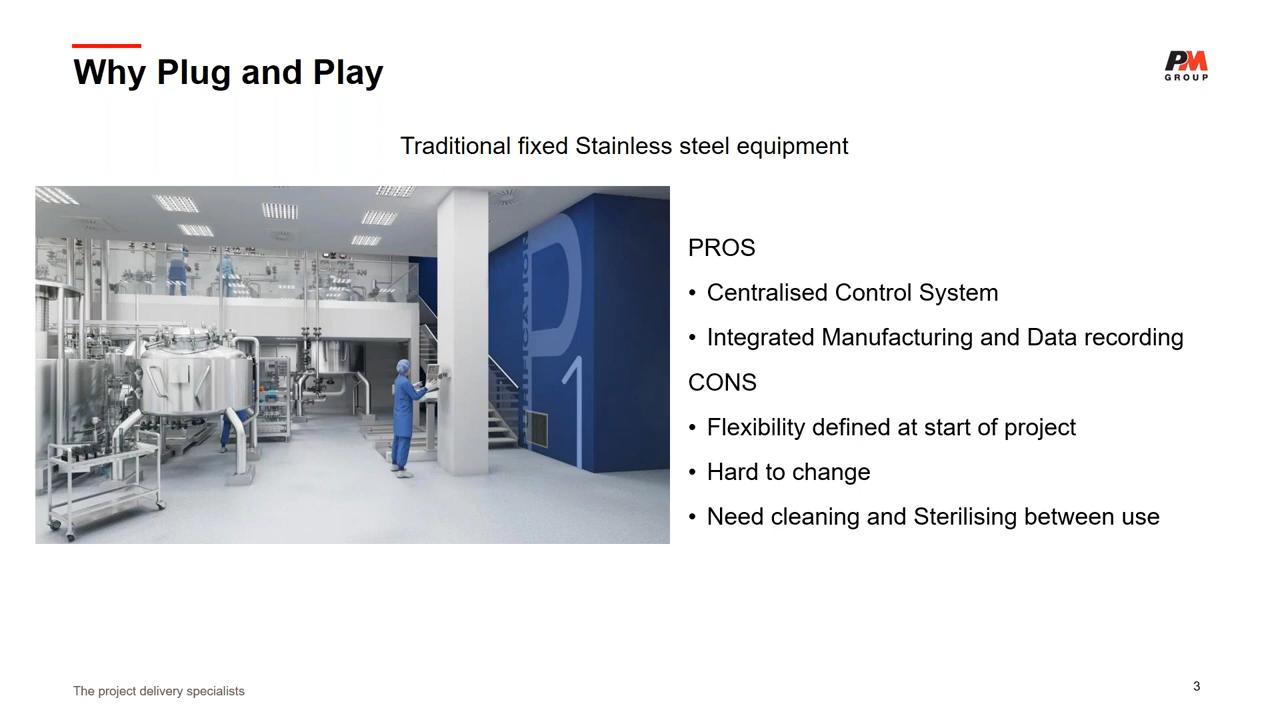 Why Plug and Play
PM
GROUP
Traditional fixed Stainless steel equipment
P1
PROS
• Centralised Control System
• Integrated Manufacturing and Data recording
CONS
• Flexibility defined at start of project
• Hard to change
• Need cleaning and Sterilising between use
The project delivery specialists
3